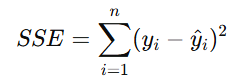 SSE = \sum_{i=1}^{n} (y_i - \hat{y}_i)^2